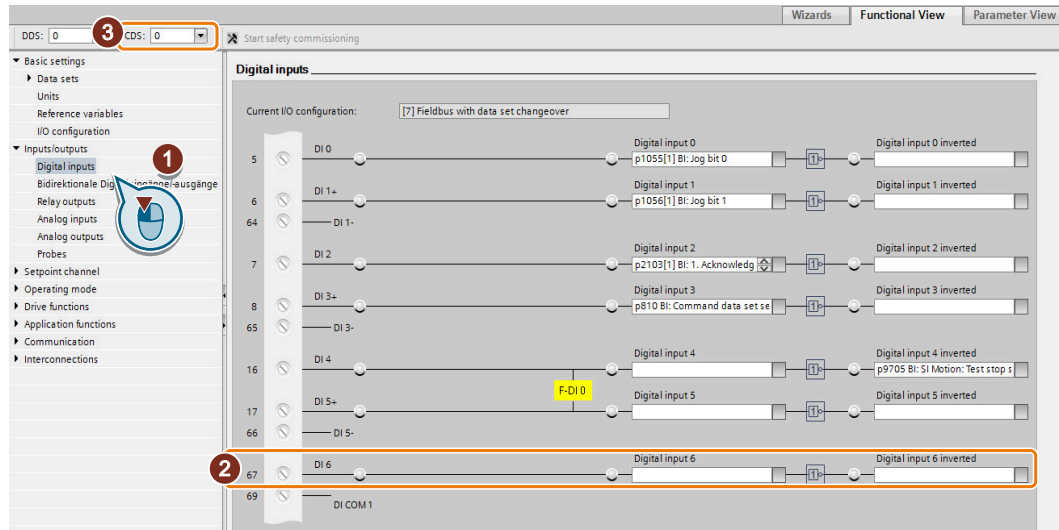 Wizards
Functional View
Parameter View
DDS: 0
3
CDS: 0
Start safety commissioning
Basic settings
Data sets
Units
Reference variables
I/O configuration
Inputs/outputs
Digital inputs
1
Relay outputs
Analog inputs
Analog outputs
Probes
Setpoint channel
Operating mode
Drive functions
Application functions
Communication
Interconnections
Digital inputs
Current I/O configuration:
[7] Fieldbus with data set changeover
5
DI 0
Digital input 0
p1055[1] BI: Jog bit 0
1
Digital input 0 inverted
6
DI 1+
Digital input 1
p1056[1] BI: Jog bit 1
1
Digital input 1 inverted
64
DI 1-
7
DI 2
Digital input 2
p2103[1] BI: 1. Acknowledg
1
Digital input 2 inverted
8
DI 3+
Digital input 3
p810 BI: Command data set se
1
Digital input 3 inverted
65
DI 3-
16
DI 4
Digital input 4
1
Digital input 4 inverted
p9705 BI: SI Motion: Test stop s
F-DI 0
17
DI 5+
Digital input 5
1
Digital input 5 inverted
66
DI 5-
2
67
DI 6
Digital input 6
1
Digital input 6 inverted
69
DI COM 1